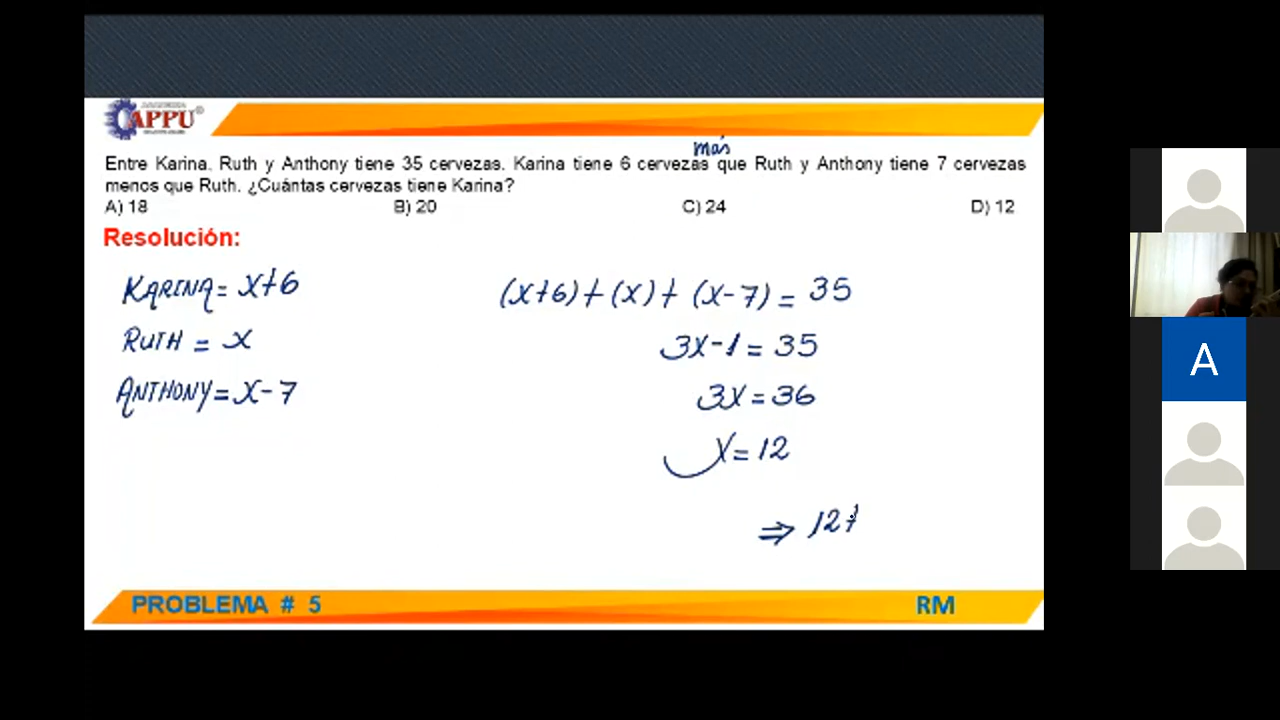 APPU
más
Entre Karina, Ruth y Anthony tiene 35 cervezas. Karina tiene 6 cervezas que Ruth y Anthony tiene 7 cervezas
menos que Ruth. ¿Cuántas cervezas tiene Karina?
A) 18 B) 20 C) 24 D) 12
Resolución:
KARINA = x+6
RUTH = x
ANTHONY = x-7
(x+6)+(x)+(x-7)=35
3x-1=35
3x=36
x=12
⇒ 12+
PROBLEMA # 5 RM
A